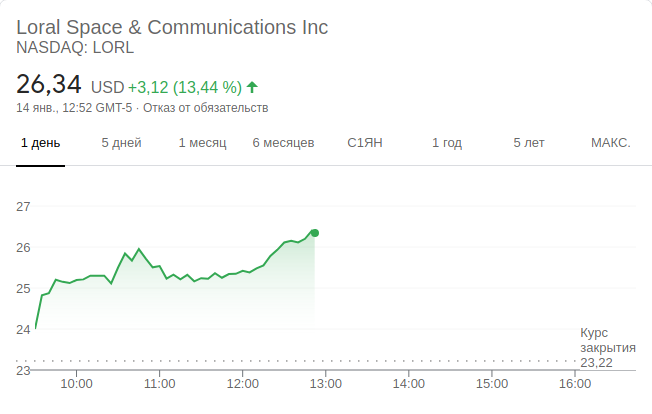 Loral Space & Communications Inc
NASDAQ: LORL
26,34 USD +3,12 (13,44 %)
14 янв., 12:52 GMT-5 · Отказ от обязательств
1 день 5 дней 1 месяц 6 месяцев С1ЯН 1 год 5 лет МАКС.
27
26
25
24
Курс
закрытия
23,22
23
10:00 11:00 12:00 13:00 14:00 15:00 16:00